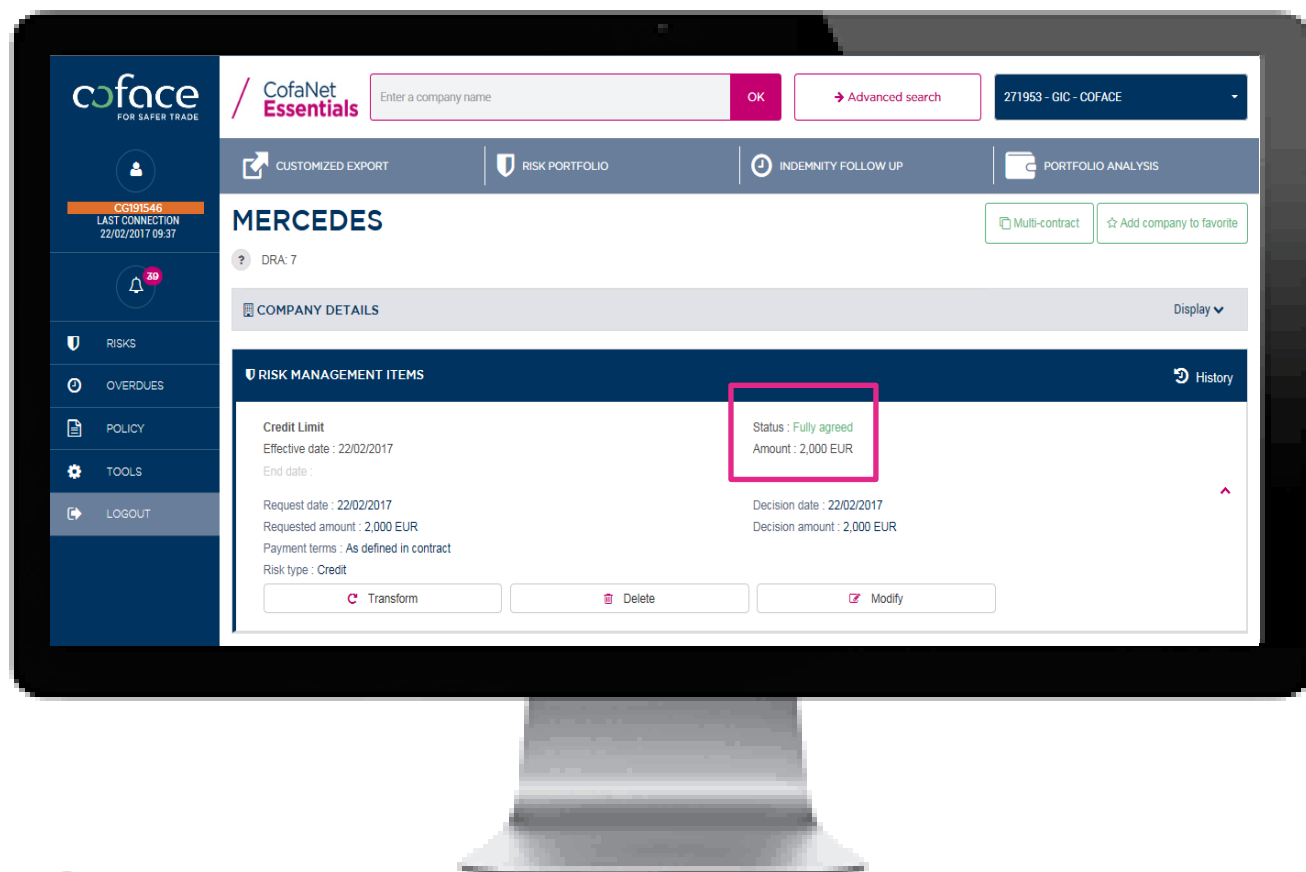 coface
FOR SAFER TRADE
CofaNet
Essentials
Enter a company name
OK
Advanced search
271953 - GIC - COFACE
CUSTOMIZED EXPORT
RISK PORTFOLIO
INDEMNITY FOLLOW UP
PORTFOLIO ANALYSIS
CG191546
LAST CONNECTION
22/02/2017 09:37
39
RISKS
OVERDUES
POLICY
TOOLS
LOGOUT
MERCEDES
Multi-contract
Add company to favorite
? DRA: 7
COMPANY DETAILS
Display
RISK MANAGEMENT ITEMS
History
Credit Limit
Effective date : 22/02/2017
End date :
Status : Fully agreed
Amount : 2,000 EUR
Request date : 22/02/2017
Requested amount : 2,000 EUR
Payment terms : As defined in contract
Risk type : Credit
Decision date : 22/02/2017
Decision amount : 2,000 EUR
Transform
Delete
Modify